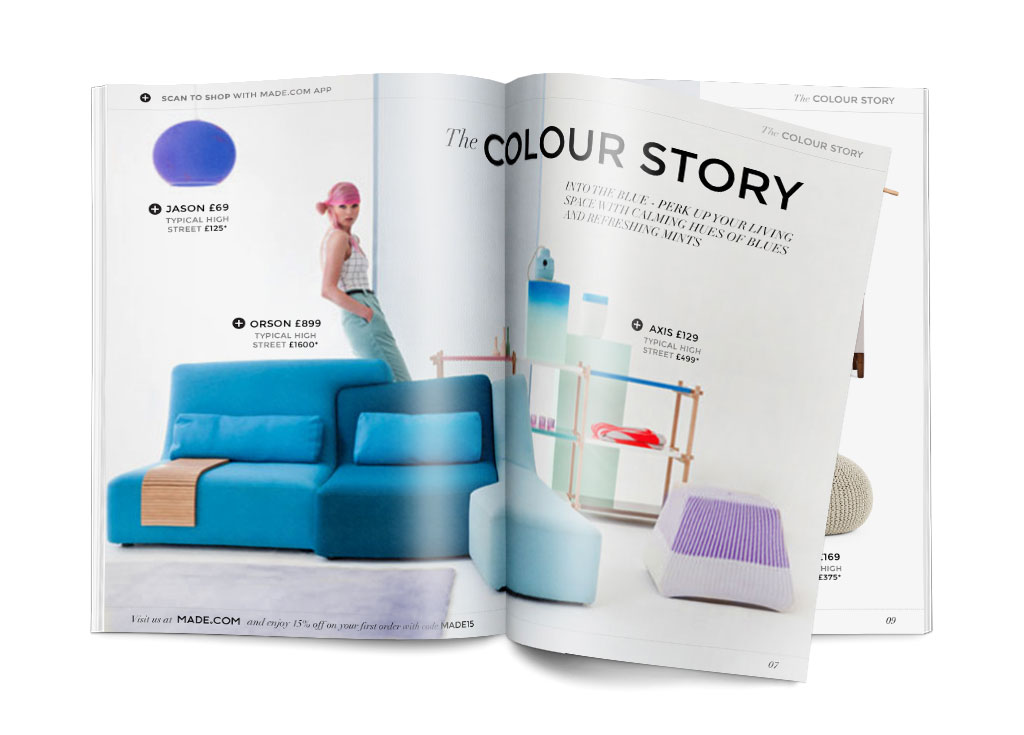 SCAN TO SHOP WITH MADE.COM APP
JASON £69
TYPICAL HIGH
STREET £125*
ORSON £899
TYPICAL HIGH
STREET £1600*
The COLOUR STORY
INTO THE BLUE - PERK UP YOUR LIVING
SPACE WITH CALMING HUES OF BLUES
AND REFRESHING MINTS
AXIS £129
TYPICAL HIGH
STREET £499*
Visit us at MADE.COM and enjoy 15% off on your first order with code MADE15
The COLOUR STORY
07
The COLOUR STORY
£169
HIGH
£375*
09